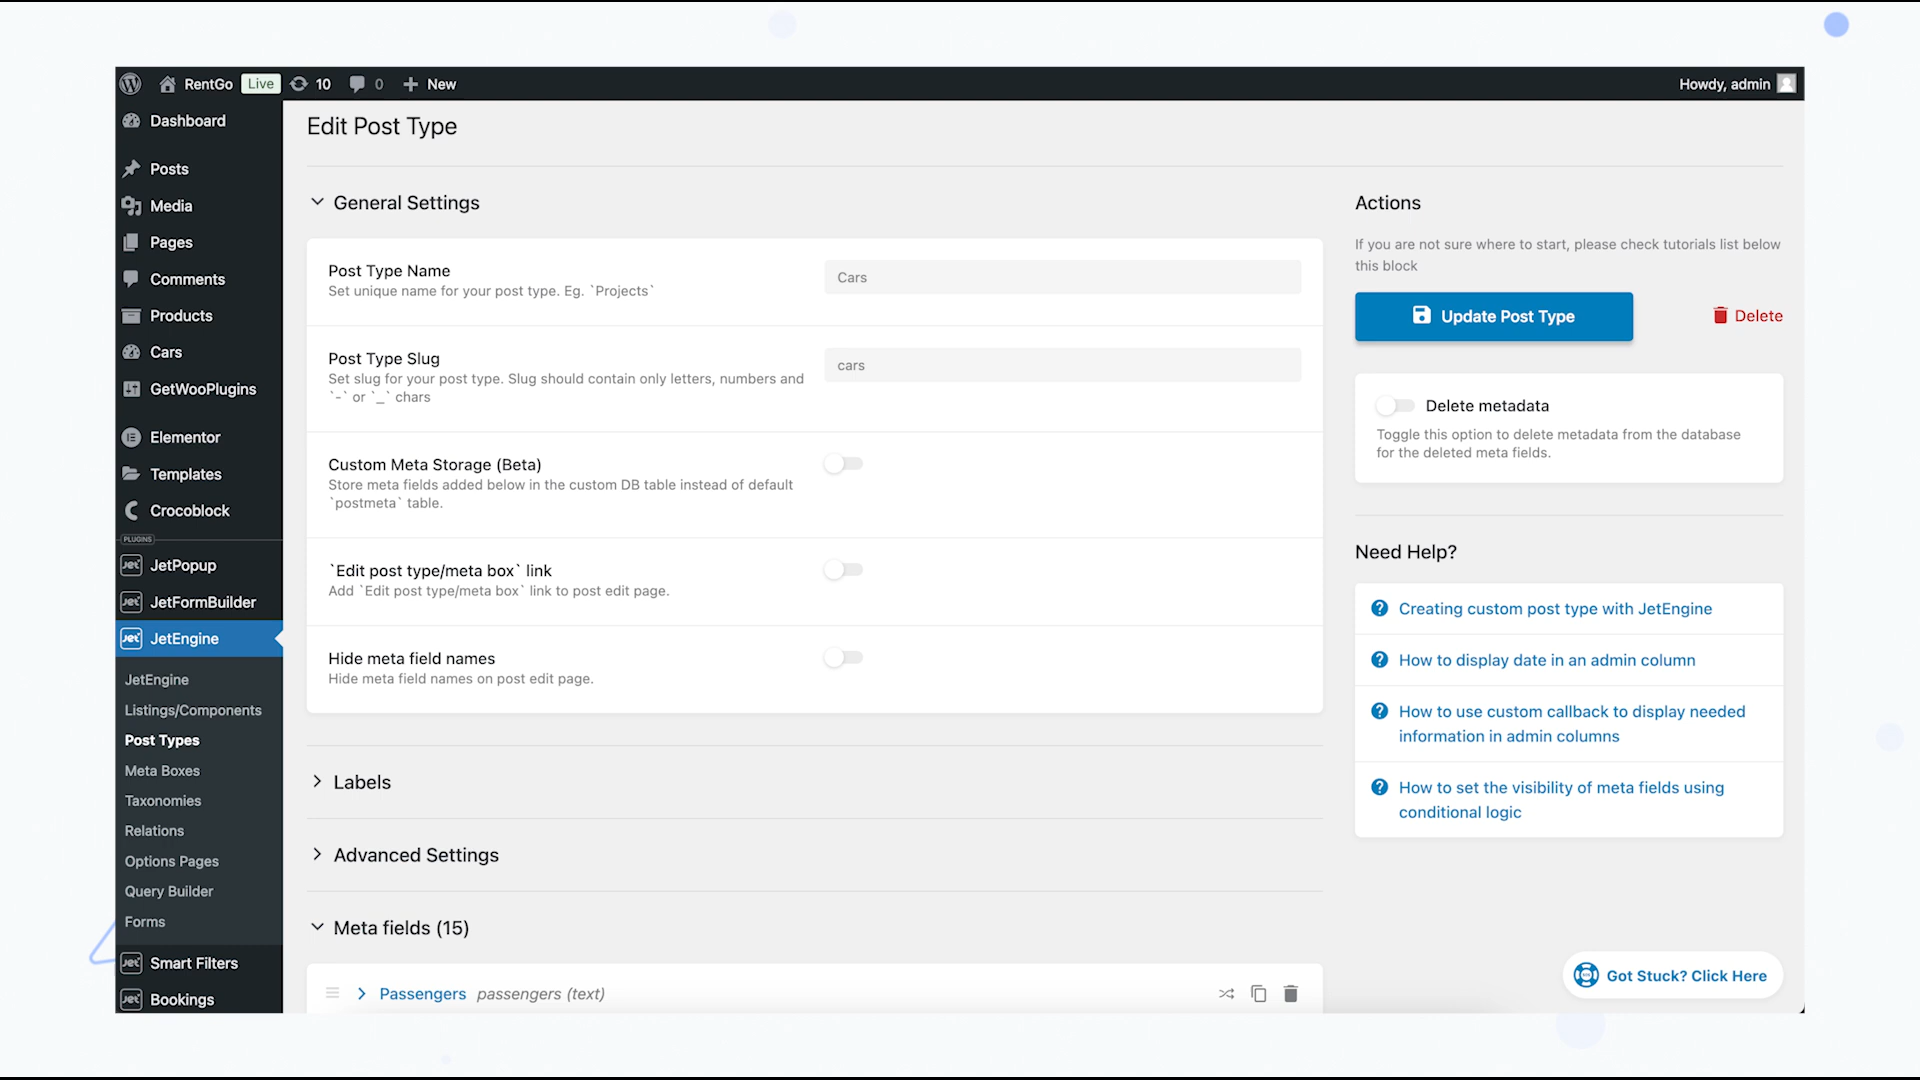 RentGo Live 10 0 New Howdy, admin
Dashboard
Posts
Media
Pages
Comments
Products
Cars
GetWooPlugins
Elementor
Templates
Crocoblock
PLUGINS
JetPopup
JetFormBuilder
JetEngine
JetEngine
Listings/Components
Post Types
Meta Boxes
Taxonomies
Relations
Options Pages
Query Builder
Forms
Smart Filters
Bookings
Edit Post Type
General Settings
Post Type Name
Set unique name for your post type. Eg. `Projects`
Cars
Post Type Slug
Set slug for your post type. Slug should contain only letters, numbers and
`-` or `_` chars
cars
Custom Meta Storage (Beta)
Store meta fields added below in the custom DB table instead of default
`postmeta` table.
`Edit post type/meta box` link
Add `Edit post type/meta box` link to post edit page.
Hide meta field names
Hide meta field names on post edit page.
Labels
Advanced Settings
Meta fields (15)
Passengers passengers (text)
Actions
If you are not sure where to start, please check tutorials list below
this block
Update Post Type
Delete
Delete metadata
Toggle this option to delete metadata from the database
for the deleted meta fields.
Need Help?
Creating custom post type with JetEngine
How to display date in an admin column
How to use custom callback to display needed
information in admin columns
How to set the visibility of meta fields using
conditional logic
Got Stuck? Click Here